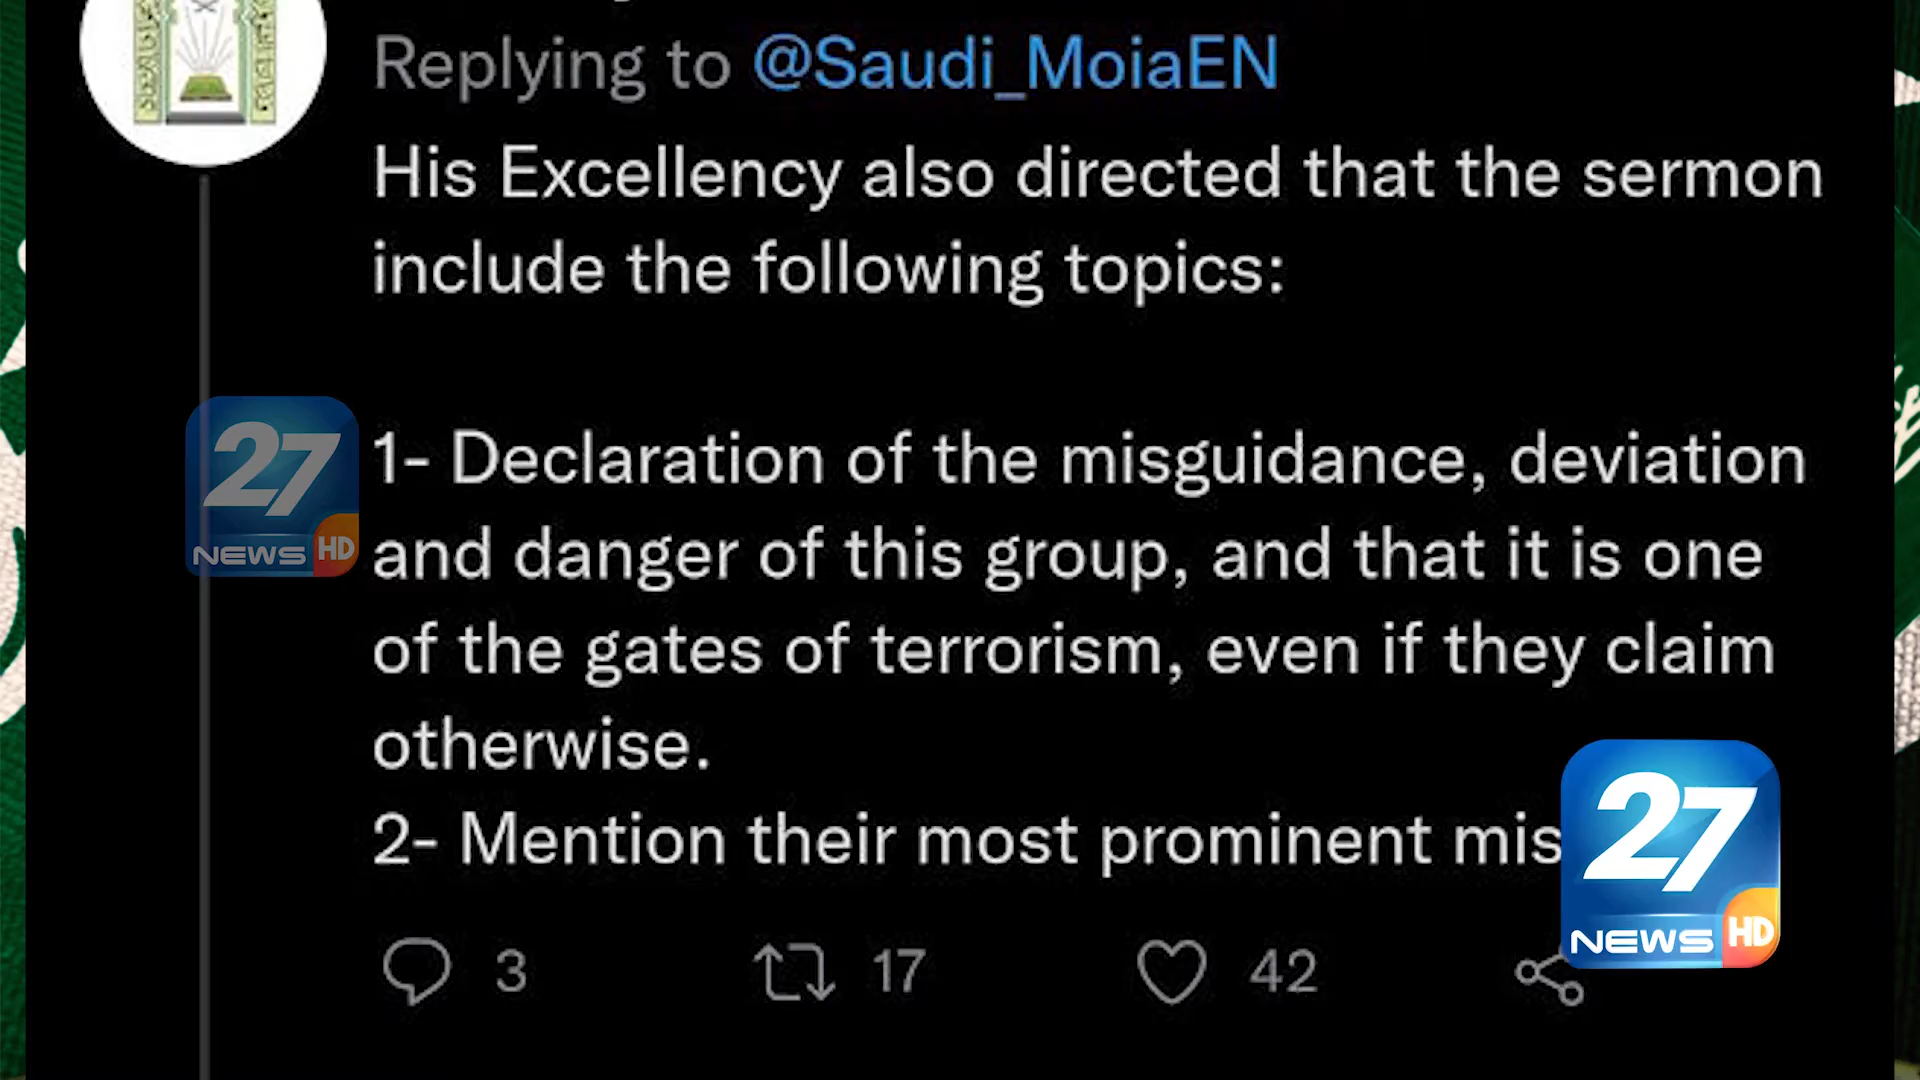 Replying to @Saudi_MoiaEN
His Excellency also directed that the sermon
include the following topics:
1- Declaration of the misguidance, deviation
and danger of this group, and that it is one
of the gates of terrorism, even if they claim
otherwise.
2- Mention their most prominent mis
3 17 42
27
NEWS HD
27
NEWS HD